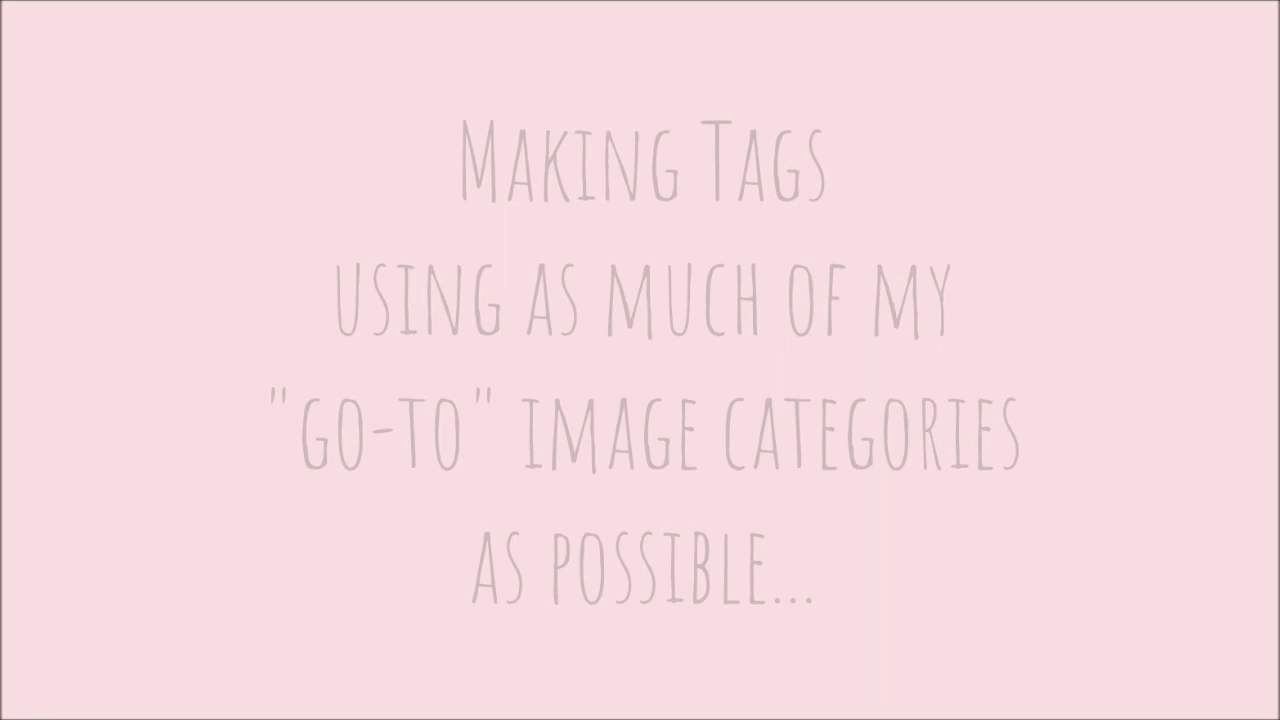 Making Tags
using as much of my
"go-to" image categories
as possible...